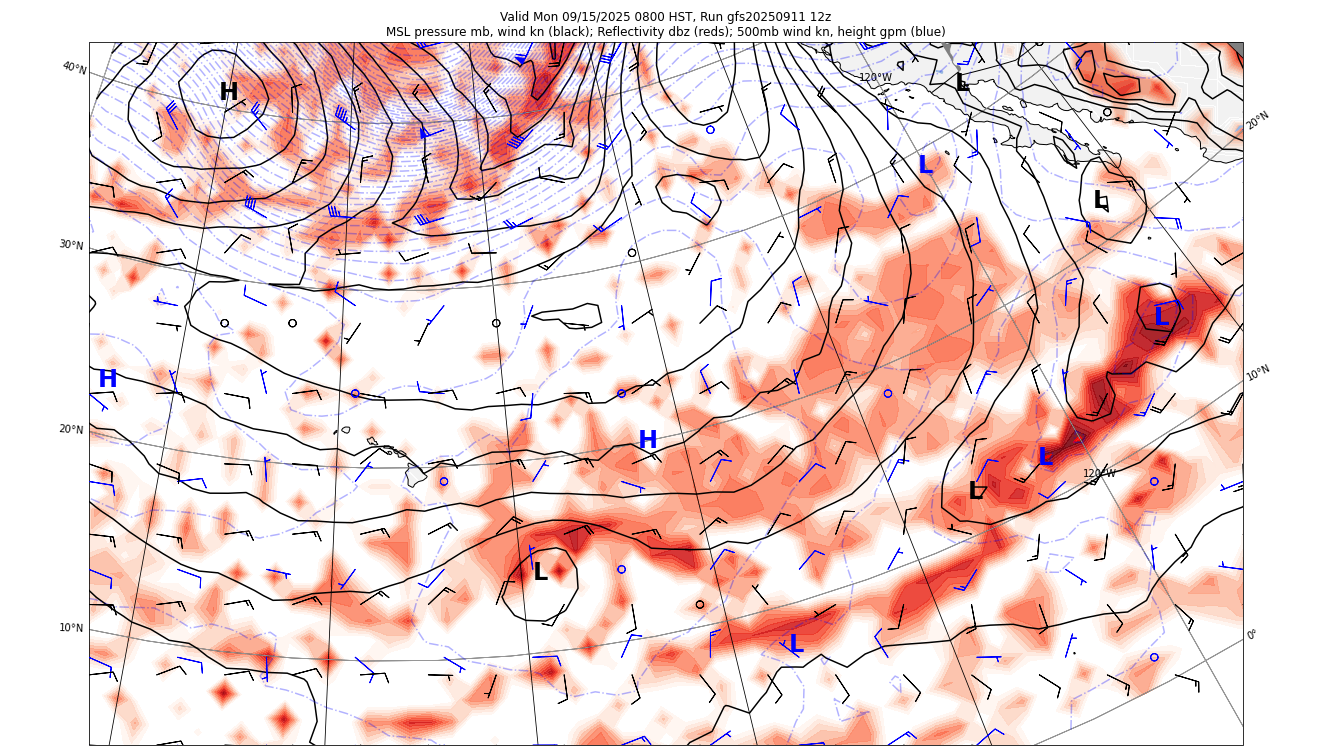 Valid Mon 09/15/2025 0800 HST, Run gfs20250911 12z
MSL pressure mb, wind kn (black); Reflectivity dbz (reds); 500mb wind kn, height gpm (blue)
40°N
120°W
L
H
20°N
L
L
30°N
L
H
10°N
20°N
H
L
120°W
L
L
10°N
L
0°